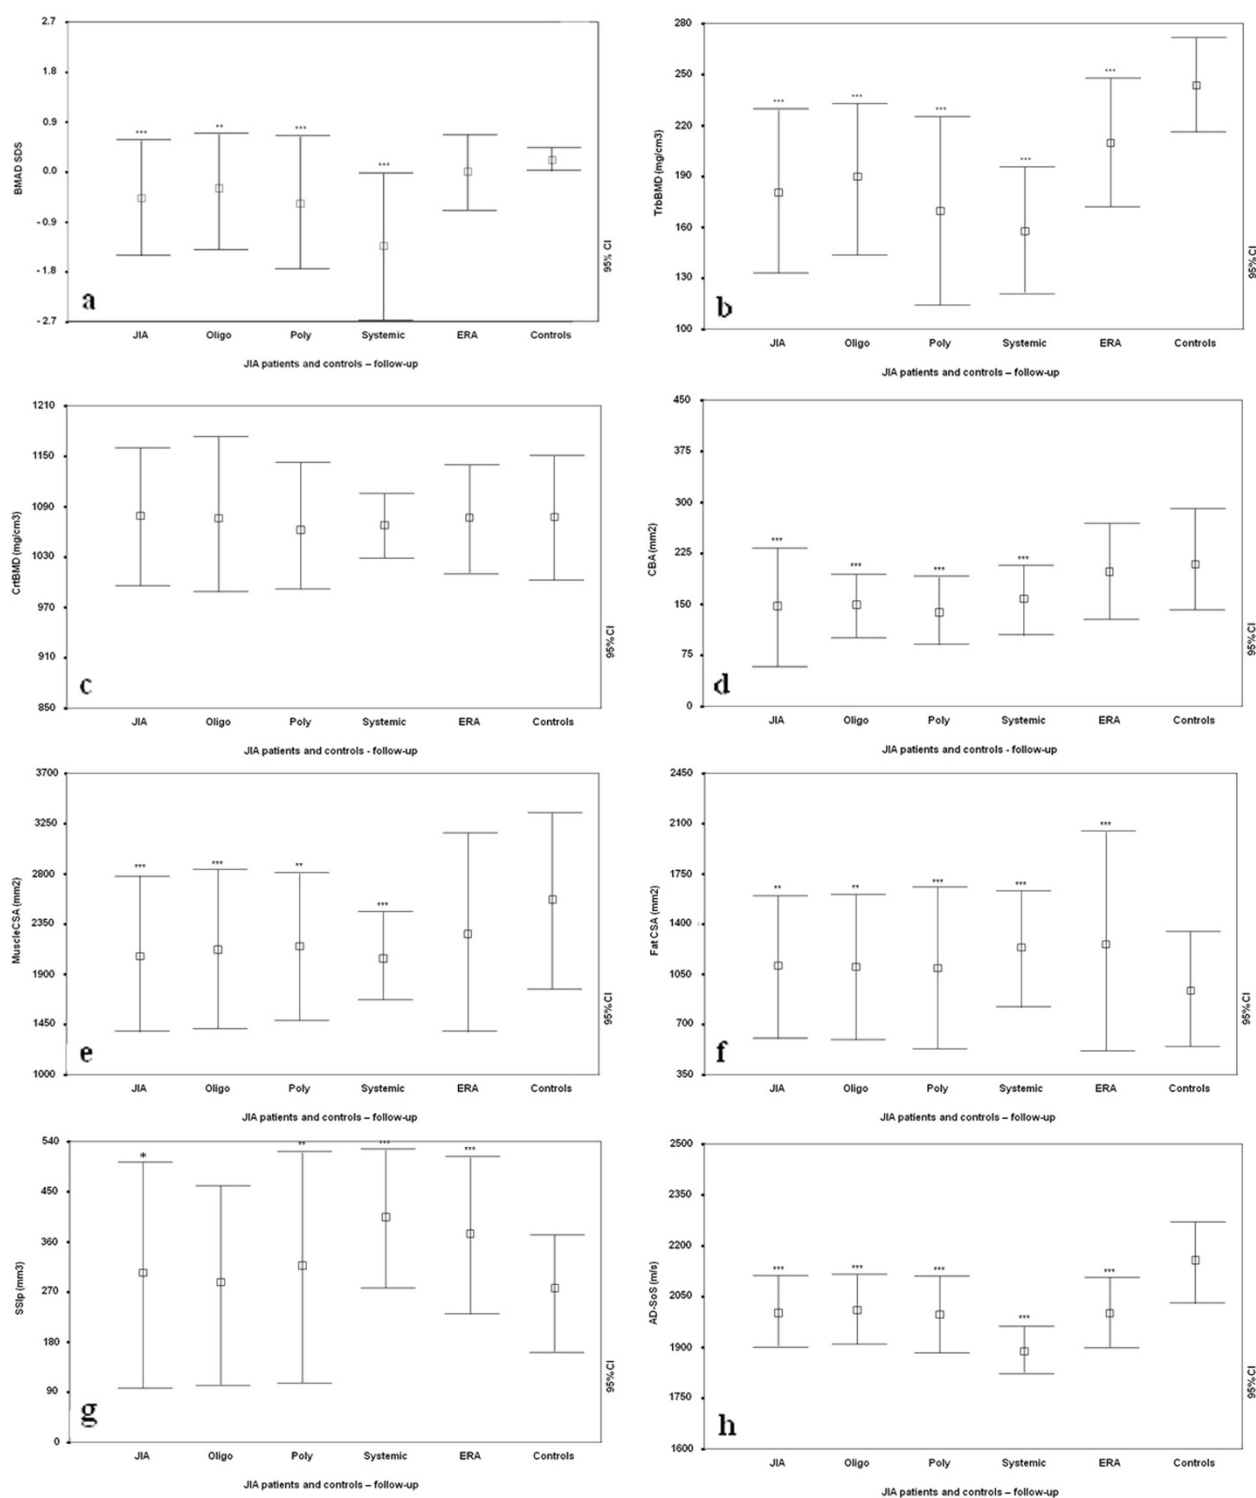 2.7
1.8
0.9
0.0
- 0.9
- 1.8
- 2.7
BMAD SDS
*** ** *** ***
a
95% CI
JIA Oligo Poly Systemic ERA Controls
JIA patients and controls – follow-up
280
250
220
190
160
130
100
TrbBMD (mg/cm3)
*** *** *** *** ***
b
95%CI
JIA Oligo Poly Systemic ERA Controls
JIA patients and controls – follow-up
1210
1150
1090
1030
970
910
850
CrtBMD (mg/cm3)
c
95%CI
JIA Oligo Poly Systemic ERA Controls
JIA patients and controls - follow-up
450
375
300
225
150
75
0
CBA (mm2)
*** *** *** ***
d
95%CI
JIA Oligo Poly Systemic ERA Controls
JIA patients and controls - follow-up
3700
3250
2800
2350
1900
1450
1000
MuscleCSA (mm2)
*** *** ** ***
e
95%CI
JIA Oligo Poly Systemic ERA Controls
JIA patients and controls – follow-up
2450
2100
1750
1400
1050
700
350
Fat CSA (mm2)
** ** *** *** ***
f
95%CI
JIA Oligo Poly Systemic ERA Controls
JIA patients and controls – follow-up
540
450
360
270
180
90
0
SSIp (mm3)
* ** *** ***
g
95%CI
JIA Oligo Poly Systemic ERA Controls
JIA patients and controls – follow-up
2500
2350
2200
2050
1900
1750
1600
AD-SoS (m/s)
*** *** *** *** ***
h
95%CI
JIA Oligo Poly Systemic ERA Controls
JIA patients and controls – follow-up